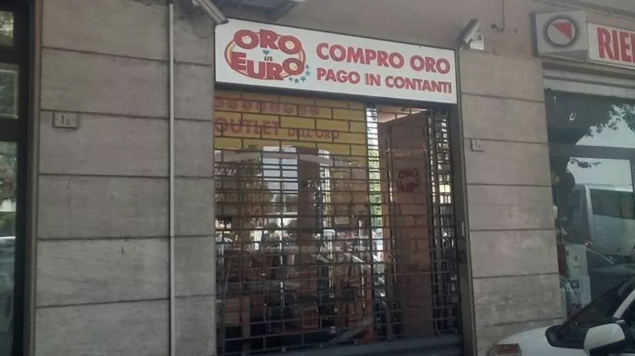 ORO
in
EURO
COMPRO ORO
PAGO IN CONTANTI
OUTLET DELL'ORO
ORO
EURO
RIE